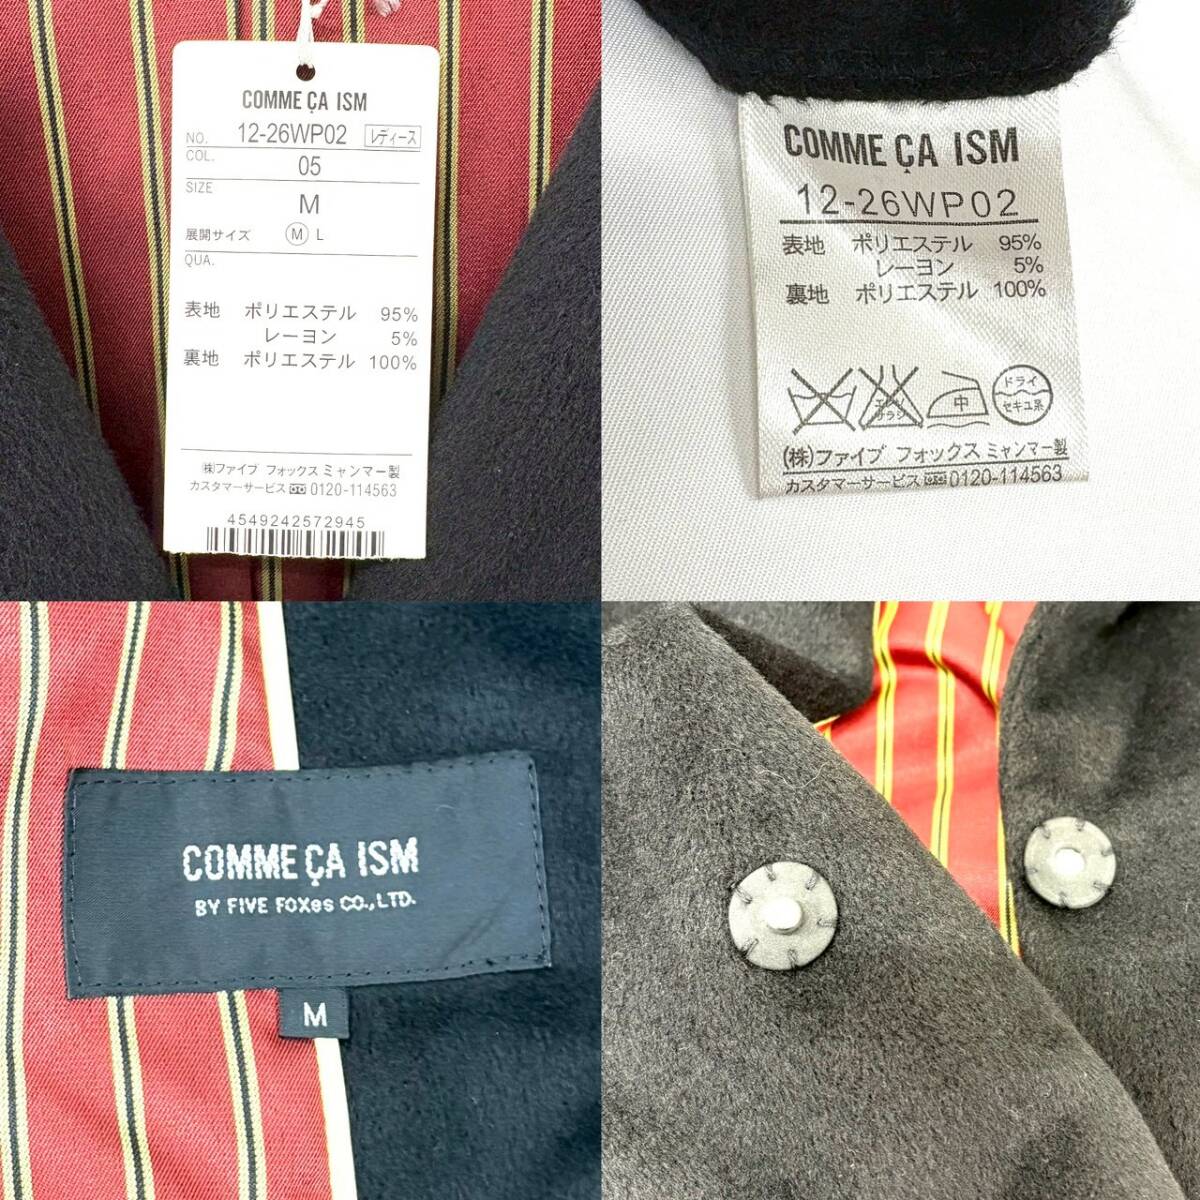 COMME ÇA ISM
NO. 12-26WP02 レディース
COL. 05
SIZE M
展開サイズ Ⓜ L
QUA.
表地 ポリエステル 95%
レーヨン 5%
裏地 ポリエステル 100%
㈱ファイブ フォックス ミャンマー製
カスタマーサービス 0120-114563
4549242572945
COMME ÇA ISM
12-26WP02
表地 ポリエステル 95%
レーヨン 5%
裏地 ポリエステル 100%
エンソ
サラシ
中
ドライ
セキユ系
(株)ファイブ フォックス ミャンマー製
カスタマーサービス 0120-114563
COMME ÇA ISM
BY FIVE FOXes CO.,LTD.
M